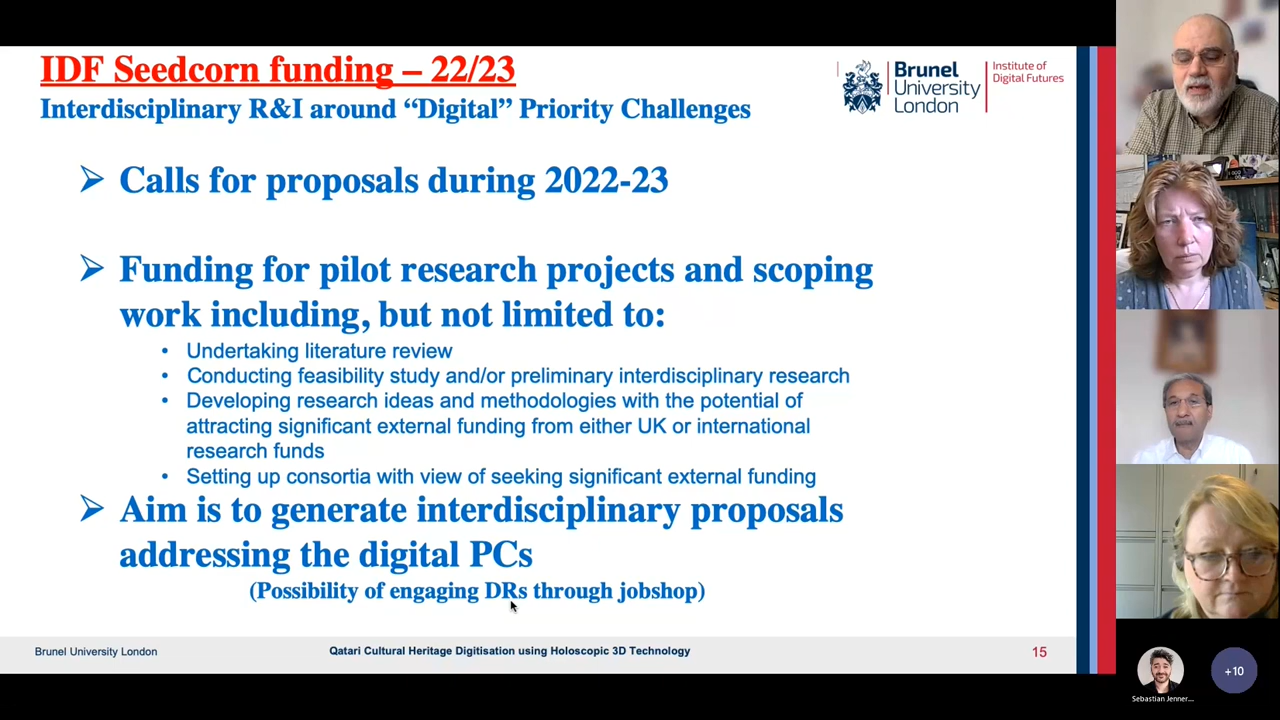 IDF Seedcorn funding – 22/23
Interdisciplinary R&I around “Digital” Priority Challenges
Brunel
University
London
Institute of
Digital Futures
➢ Calls for proposals during 2022-23
➢ Funding for pilot research projects and scoping
work including, but not limited to:
• Undertaking literature review
• Conducting feasibility study and/or preliminary interdisciplinary research
• Developing research ideas and methodologies with the potential of
attracting significant external funding from either UK or international
research funds
• Setting up consortia with view of seeking significant external funding
➢ Aim is to generate interdisciplinary proposals
addressing the digital PCs
(Possibility of engaging DRs through jobshop)
Brunel University London
Qatari Cultural Heritage Digitisation using Holoscopic 3D Technology
15
Sebastian Jenner...
+10